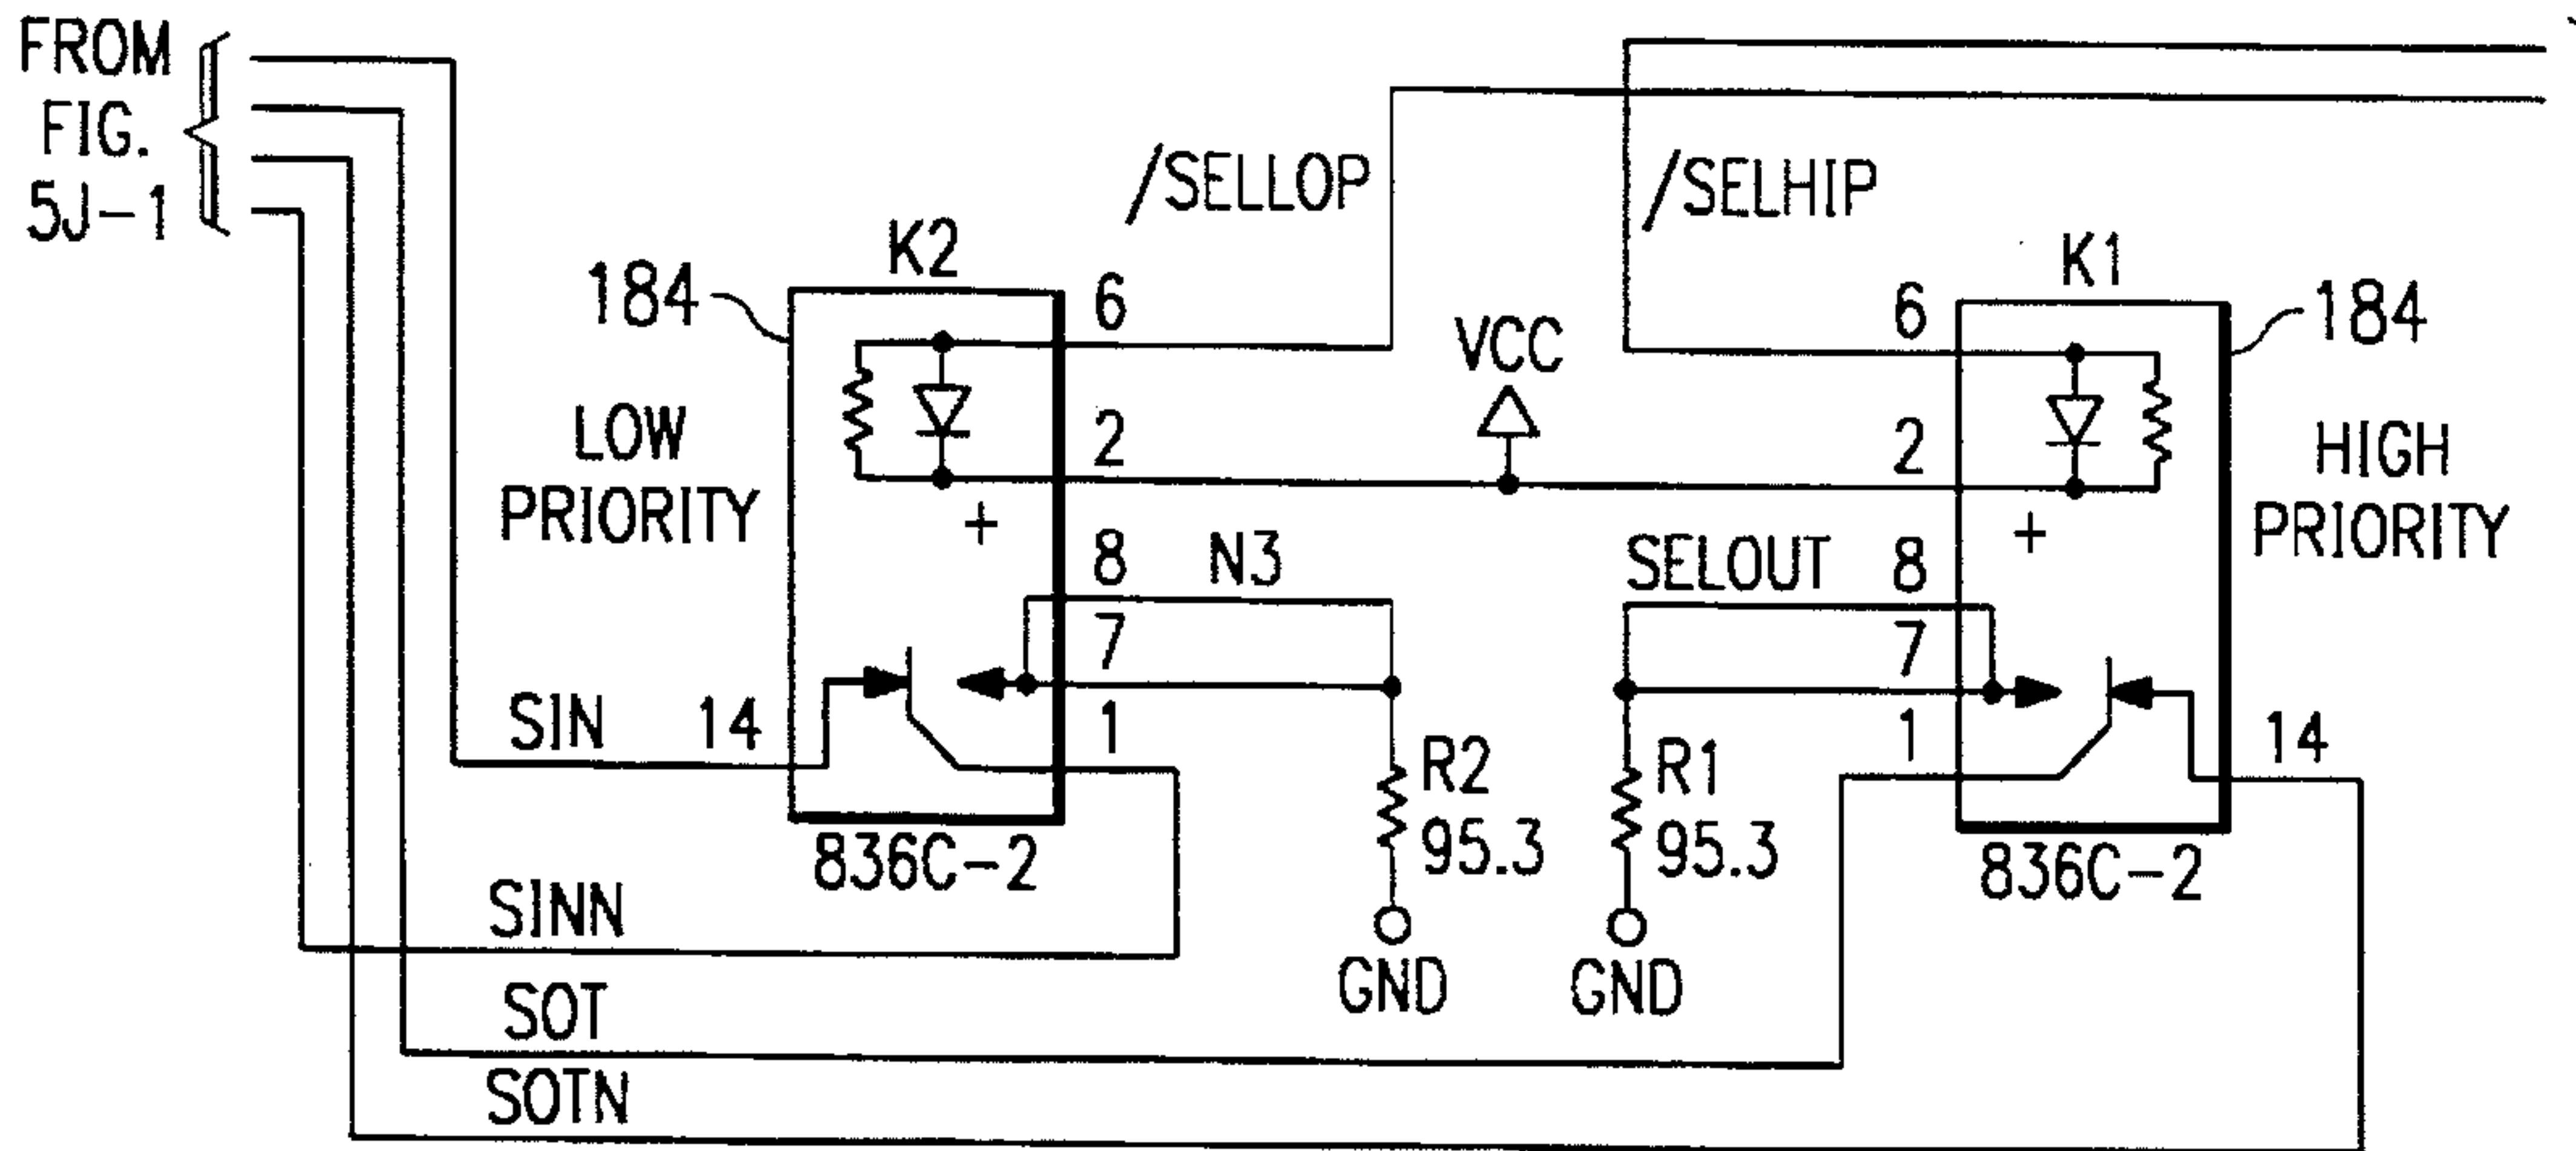 FROM
FIG.
5J-1
/SELLOP
/SELHIP
K2
K1
184
184
6
6
VCC
2
2
LOW
PRIORITY
HIGH
PRIORITY
+
+
8
N3
SELOUT
8
7
7
SIN
14
1
1
14
R2
95.3
R1
95.3
836C-2
836C-2
SINN
GND
GND
SOT
SOTN